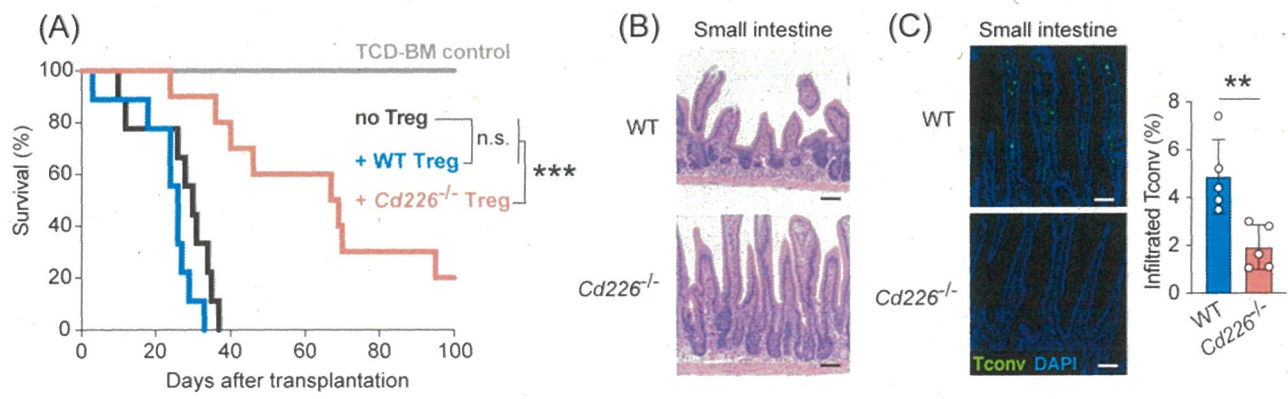 (A)
TCD-BM control
no Treg
+ WT Treg
+ Cd226⁻/⁻ Treg
n.s.
***
Survival (%)
100
80
60
40
20
0
0 20 40 60 80 100
Days after transplantation
(B)
Small intestine
WT
Cd226⁻/⁻
(C)
Small intestine
WT
Cd226⁻/⁻
Tconv DAPI
**
Infiltrated Tconv (%)
8
6
4
2
0
WT
Cd226⁻/⁻